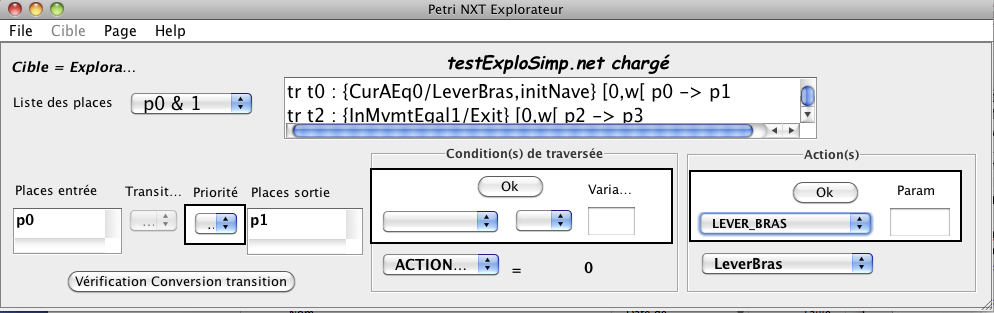 Petri NXT Explorateur
File Cible Page Help
Cible = Explora...
testExploSimp.net chargé
Liste des places p0 & 1
tr t0 : {CurAEq0/LeverBras,initNave} [0,w[ p0 -> p1
tr t2 : {InMvmtEgal1/Exit} [0,w[ p2 -> p3
Condition(s) de traversée
Action(s)
Places entrée Transit... Priorité Places sortie
Ok Varia...
Ok Param
p0 ... .. p1
LEVER_BRAS
ACTION... = 0
LeverBras
Vérification Conversion transition